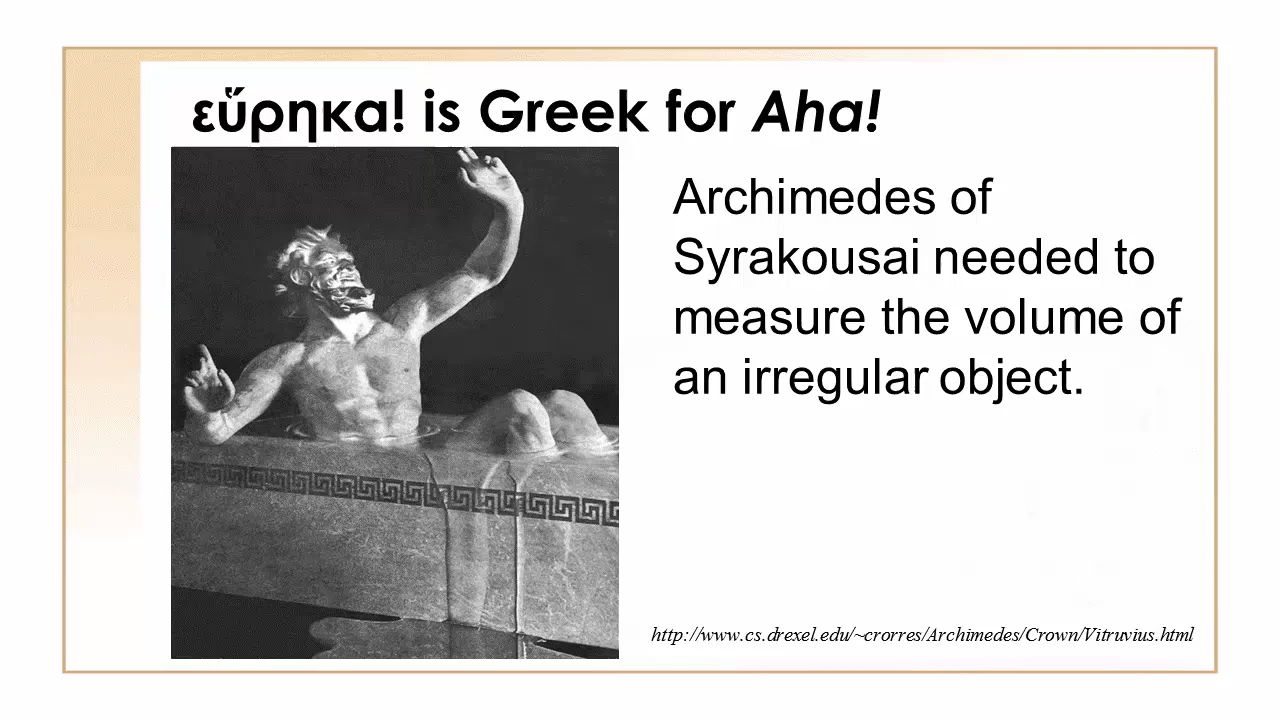 εὕρηκα! is Greek for Aha!
Archimedes of
Syrakousai needed to
measure the volume of
an irregular object.
http://www.cs.drexel.edu/~crorres/Archimedes/Crown/Vitruvius.html